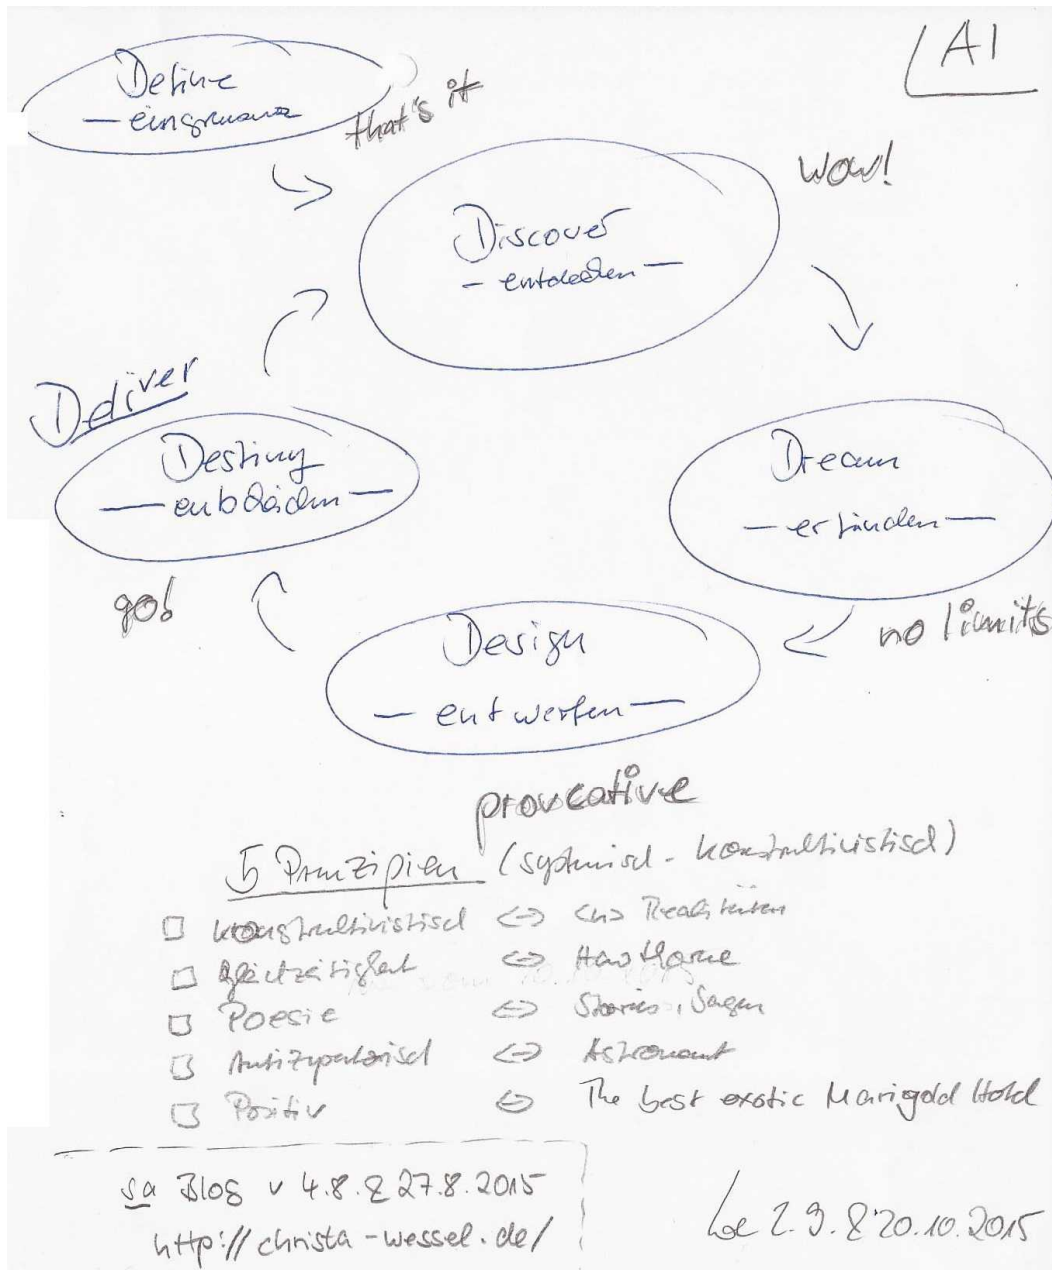 AI
Define
— eingrenzen
that's it
Discover
- entdecken -
wow!
Deliver
Destiny
— entdecken —
go!
Dream
— erfinden —
no limits
Design
— entwerfen —
provocative
5 Prinzipien (systemisch - konstruktivistisch)
□ konstruktivistisch <-> <n> Realitäten
□ Gleichzeitigkeit <-> Hawthorne
□ Poesie <-> Stories, Sagen
□ Antizipatorisch <-> Astronaut
□ Positiv <-> The best exotic Marigold Hotel
sa Blog v 4.8. & 27.8.2015
http://christa-wessel.de/
2.9. & 20.10.2015